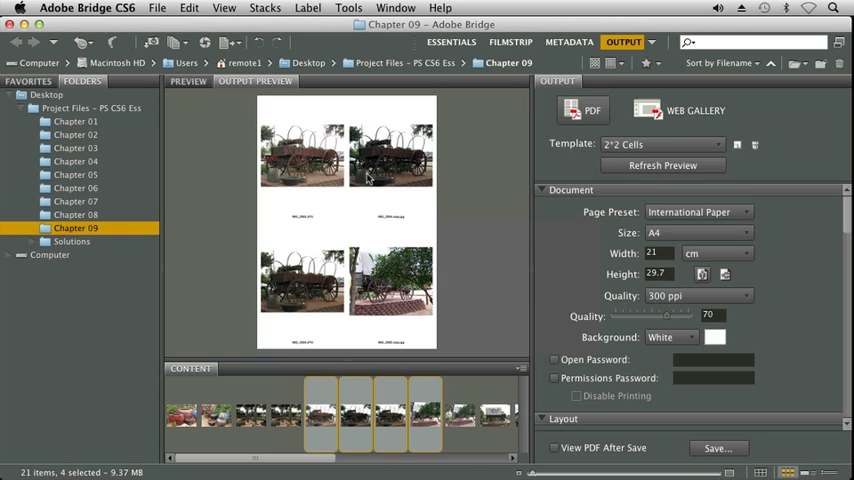 Adobe Bridge CS6 File Edit View Stacks Label Tools Window Help
Chapter 09 - Adobe Bridge
ESSENTIALS FILMSTRIP METADATA OUTPUT
Computer Macintosh HD Users remote1 Desktop Project Files - PS CS6 Ess Chapter 09
Sort by Filename
FAVORITES FOLDERS
Desktop
Project Files - PS CS6 Ess
Chapter 01
Chapter 02
Chapter 03
Chapter 04
Chapter 05
Chapter 06
Chapter 07
Chapter 08
Chapter 09
Solutions
Computer
PREVIEW OUTPUT PREVIEW
CONTENT
OUTPUT
PDF WEB GALLERY
Template: 2*2 Cells
Refresh Preview
Document
Page Preset: International Paper
Size: A4
Width: 21 cm
Height: 29.7
Quality: 300 ppi
Quality: 70
Background: White
Open Password:
Permissions Password:
Disable Printing
Layout
View PDF After Save Save...
21 items, 4 selected - 9.37 MB